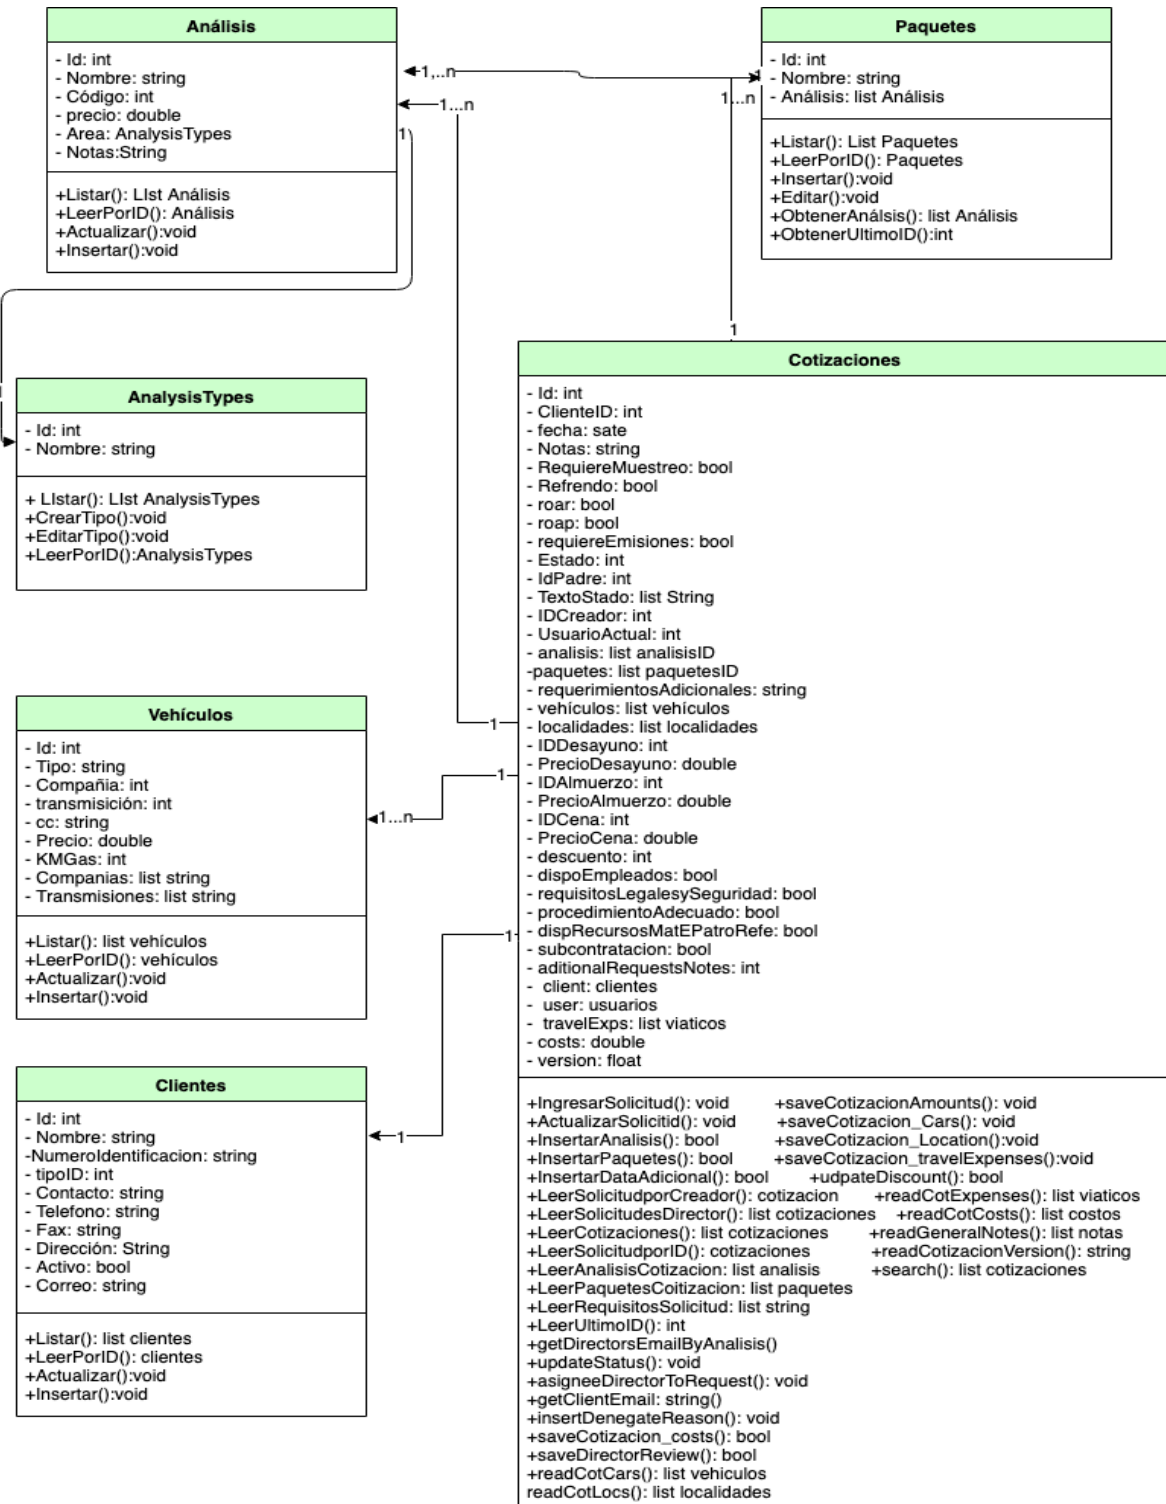 Análisis
- Id: int
- Nombre: string
- Código: int
- precio: double
- Area: AnalysisTypes
- Notas:String
+Listar(): LIst Análisis
+LeerPorID(): Análisis
+Actualizar():void
+Insertar():void
1,..n
1...n
1
1
1...n
Paquetes
- Id: int
- Nombre: string
- Análisis: list Análisis
+Listar(): List Paquetes
+LeerPorID(): Paquetes
+Insertar():void
+Editar():void
+ObtenerAnálsis(): list Análisis
+ObtenerUltimoID():int
1
AnalysisTypes
- Id: int
- Nombre: string
+ LIstar(): LIst AnalysisTypes
+CrearTipo():void
+EditarTipo():void
+LeerPorID():AnalysisTypes
Vehículos
- Id: int
- Tipo: string
- Compañia: int
- transmisición: int
- cc: string
- Precio: double
- KMGas: int
- Companias: list string
- Transmisiones: list string
+Listar(): list vehículos
+LeerPorID(): vehículos
+Actualizar():void
+Insertar():void
1
1
1...n
1
1
Clientes
- Id: int
- Nombre: string
-NumeroIdentificacion: string
- tipoID: int
- Contacto: string
- Telefono: string
- Fax: string
- Dirección: String
- Activo: bool
- Correo: string
+Listar(): list clientes
+LeerPorID(): clientes
+Actualizar():void
+Insertar():void
Cotizaciones
- Id: int
- ClienteID: int
- fecha: sate
- Notas: string
- RequiereMuestreo: bool
- Refrendo: bool
- roar: bool
- roap: bool
- requiereEmisiones: bool
- Estado: int
- IdPadre: int
- TextoStado: list String
- IDCreador: int
- UsuarioActual: int
- analisis: list analisisID
-paquetes: list paquetesID
- requerimientosAdicionales: string
- vehículos: list vehículos
- localidades: list localidades
- IDDesayuno: int
- PrecioDesayuno: double
- IDAlmuerzo: int
- PrecioAlmuerzo: double
- IDCena: int
- PrecioCena: double
- descuento: int
- dispoEmpleados: bool
- requisitosLegalesySeguridad: bool
- procedimientoAdecuado: bool
- dispRecursosMatEPatroRefe: bool
- subcontratacion: bool
- aditionalRequestsNotes: int
- client: clientes
- user: usuarios
- travelExps: list viaticos
- costs: double
- version: float
+IngresarSolicitud(): void +saveCotizacionAmounts(): void
+ActualizarSolicitid(): void +saveCotizacion_Cars(): void
+InsertarAnalisis(): bool +saveCotizacion_Location():void
+InsertarPaquetes(): bool +saveCotizacion_travelExpenses():void
+InsertarDataAdicional(): bool +udpateDiscount(): bool
+LeerSolicitudporCreador(): cotizacion +readCotExpenses(): list viaticos
+LeerSolicitudesDirector(): list cotizaciones +readCotCosts(): list costos
+LeerCotizaciones(): list cotizaciones +readGeneralNotes(): list notas
+LeerSolicitudporID(): cotizaciones +readCotizacionVersion(): string
+LeerAnalisisCotizacion: list analisis +search(): list cotizaciones
+LeerPaquetesCoitizacion: list paquetes
+LeerRequisitosSolicitud: list string
+LeerUltimoID(): int
+getDirectorsEmailByAnalisis()
+updateStatus(): void
+asigneeDirectorToRequest(): void
+getClientEmail: string()
+insertDenegateReason(): void
+saveCotizacion_costs(): bool
+saveDirectorReview(): bool
+readCotCars(): list vehiculos
readCotLocs(): list localidades